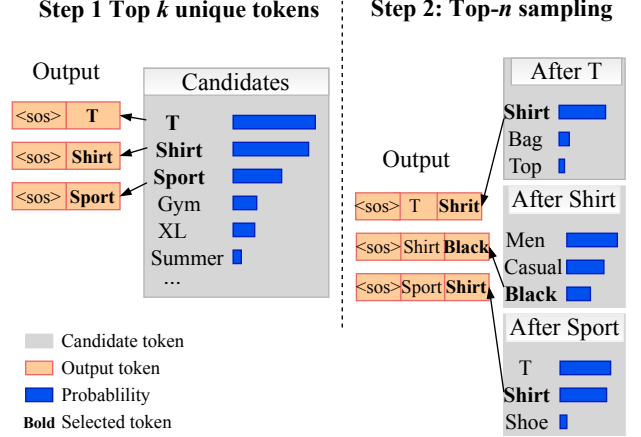 Step 1 Top k unique tokens
Output
Candidates
<sos> T
<sos> Shirt
<sos> Sport
T
Shirt
Sport
Gym
XL
Summer
...
Step 2: Top-n sampling
Output
<sos> T Shrit
<sos> Shirt Black
<sos> Sport Shirt
After T
Shirt
Bag
Top
After Shirt
Men
Casual
Black
After Sport
T
Shirt
Shoe
Candidate token
Output token
Probablility
Bold Selected token